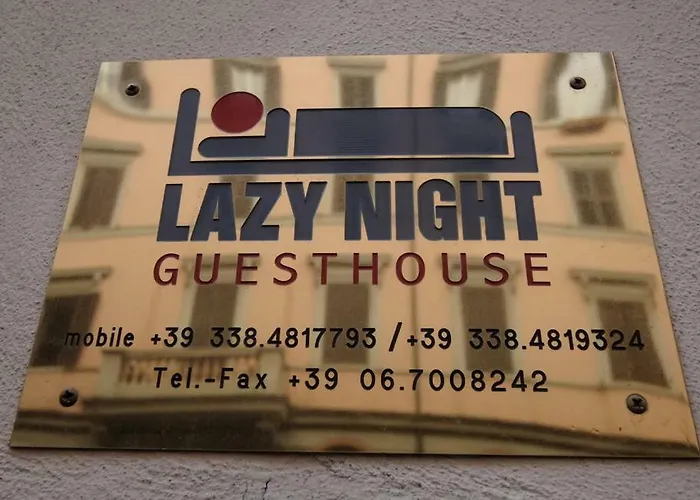 LAZY NIGHT
GUESTHOUSE
mobile +39 338.4817793 /+39 338.4819324
Tel.-Fax +39 06.7008242